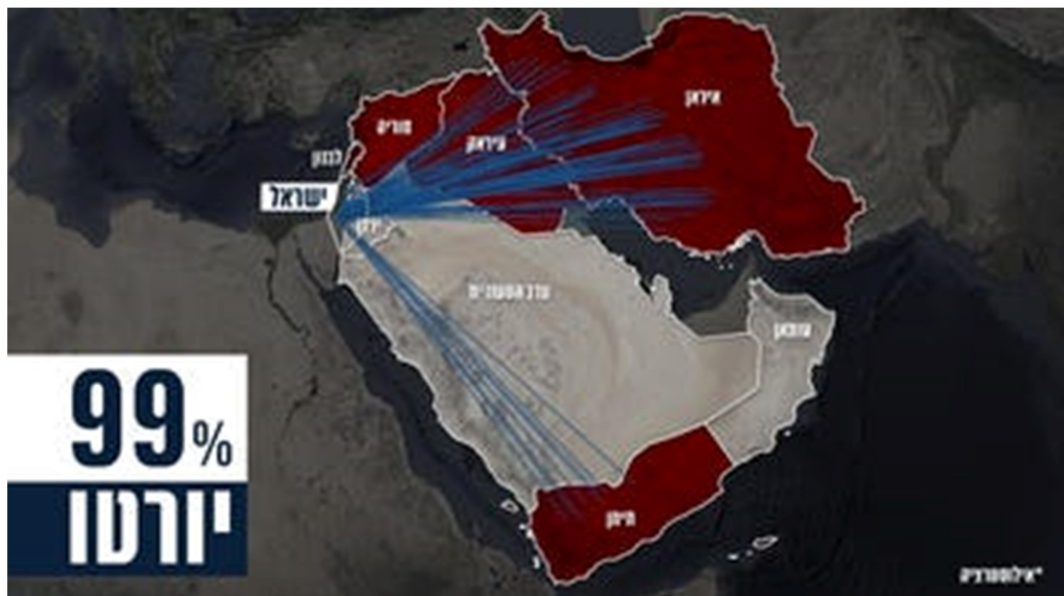 איראן
סוריה
עיראק
לבנון
ישראל
ירדן
ערב הסעודית
עומאן
99%
יורטו
תימן
*אילוסטרציה